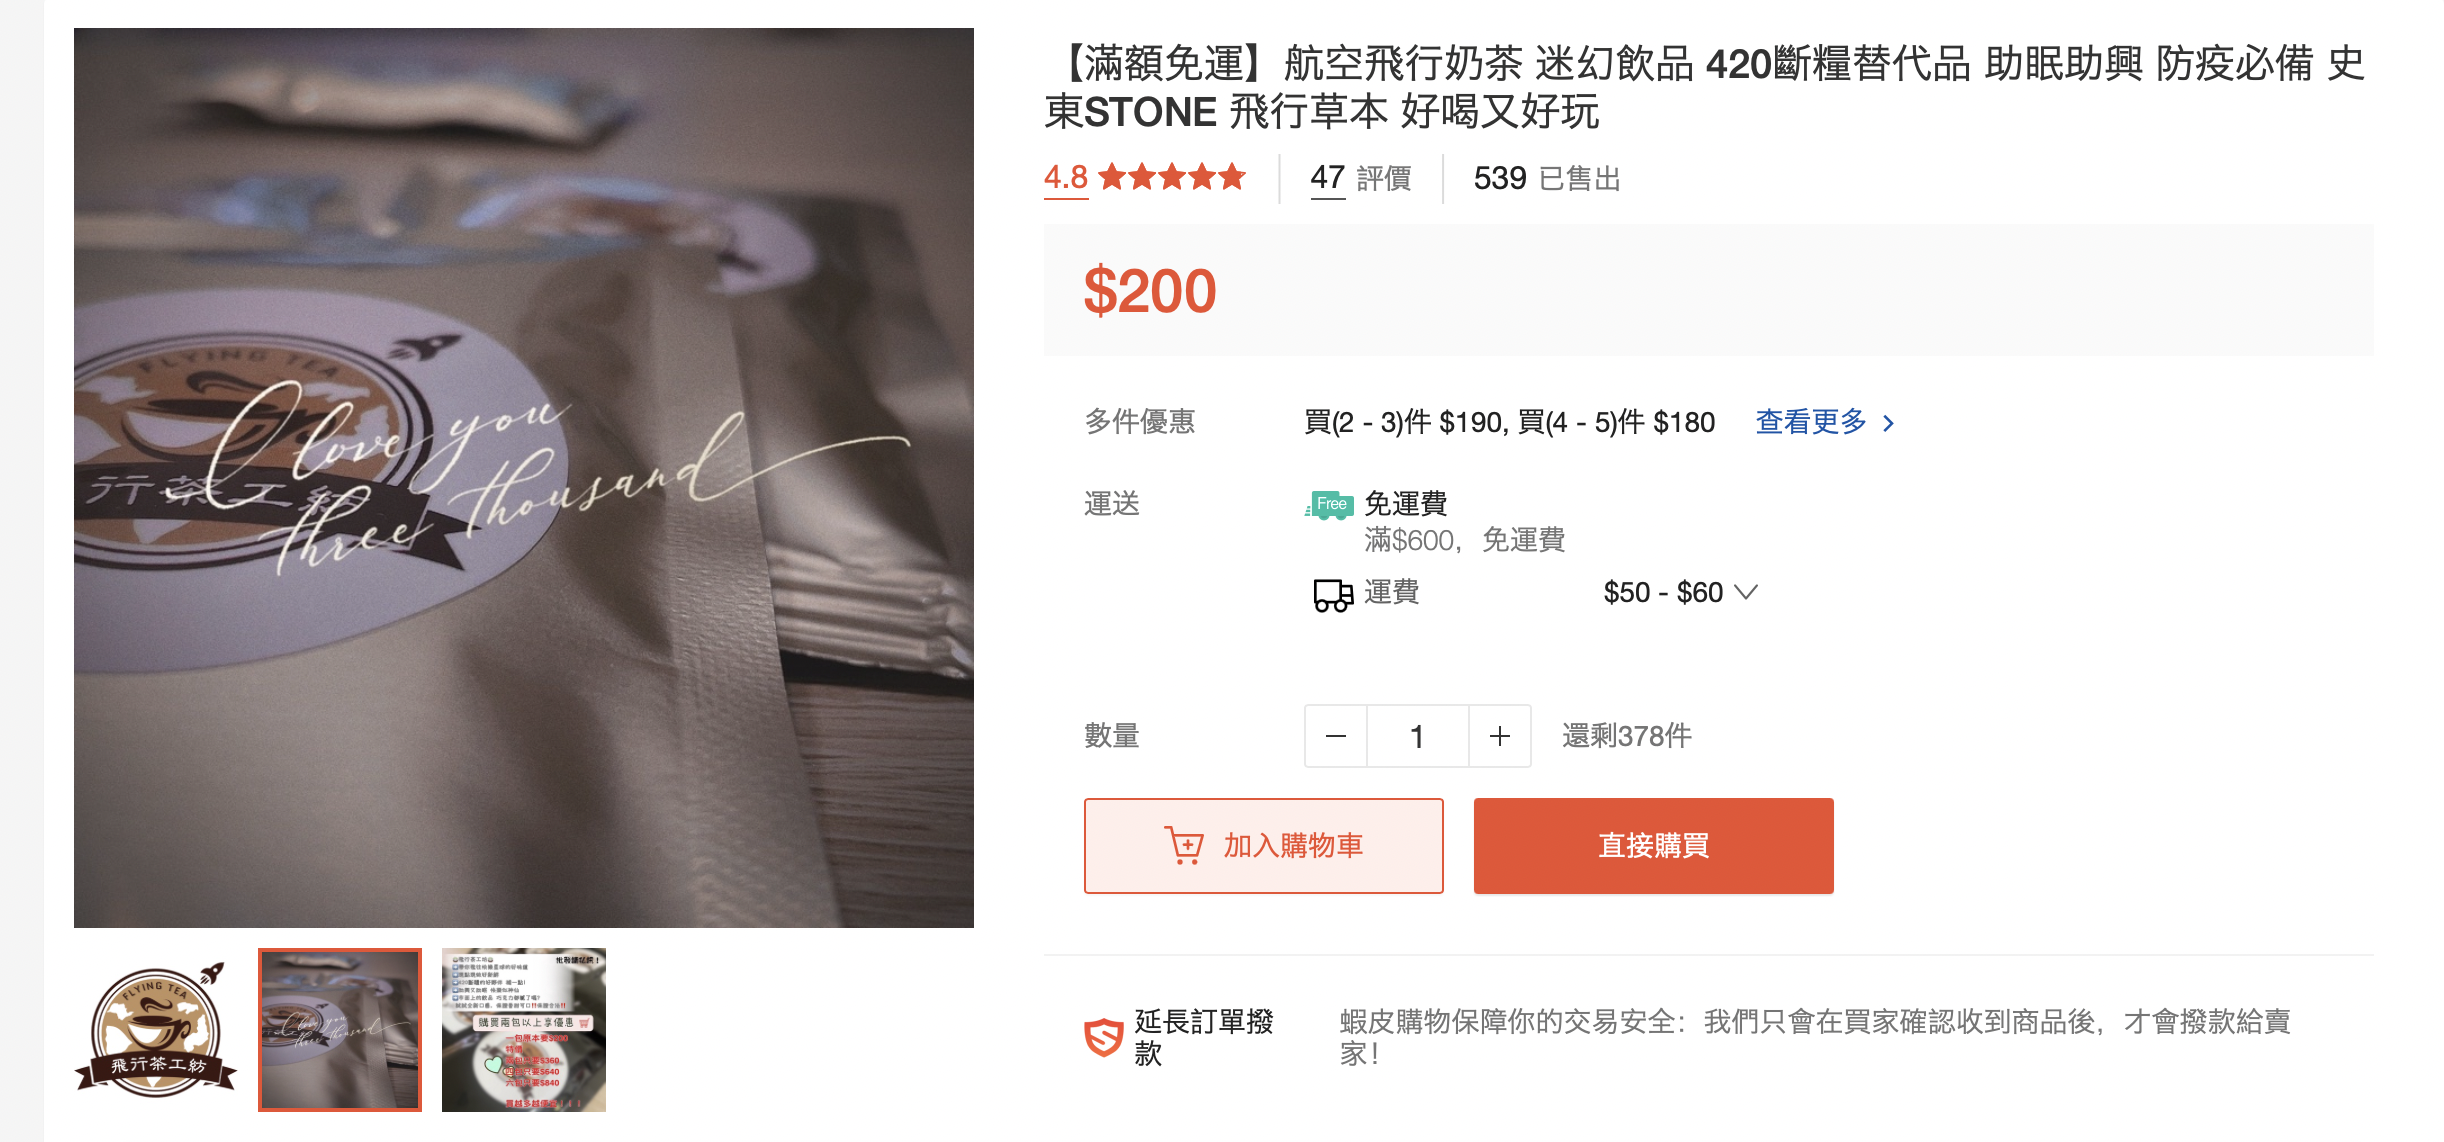 【滿額免運】航空飛行奶茶 迷幻飲品 420斷糧替代品 助眠助興 防疫必備 史
東STONE 飛行草本 好喝又好玩
4.8
47 評價
539 已售出
$200
多件優惠
買(2 - 3)件 $190, 買(4 - 5)件 $180
查看更多
運送
Free
免運費
滿$600，免運費
運費
$50 - $60
數量
1
還剩378件
加入購物車
直接購買
延長訂單撥
款
蝦皮購物保障你的交易安全：我們只會在買家確認收到商品後，才會撥款給賣
家！
FLYING TEA
行茶工紡
I love you
three thousand
FLYING TEA
飛行茶工紡
I love you
three thousand
購買兩包以上享優惠